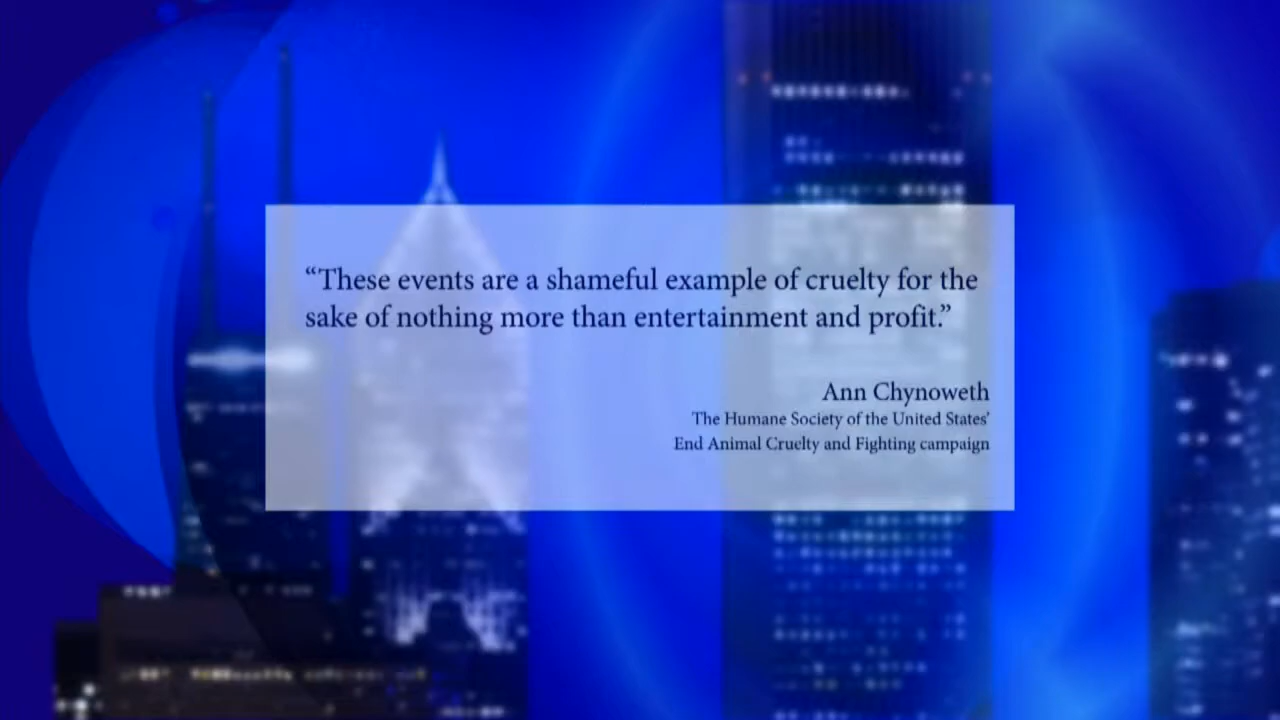 “These events are a shameful example of cruelty for the
sake of nothing more than entertainment and profit.”
Ann Chynoweth
The Humane Society of the United States’
End Animal Cruelty and Fighting campaign